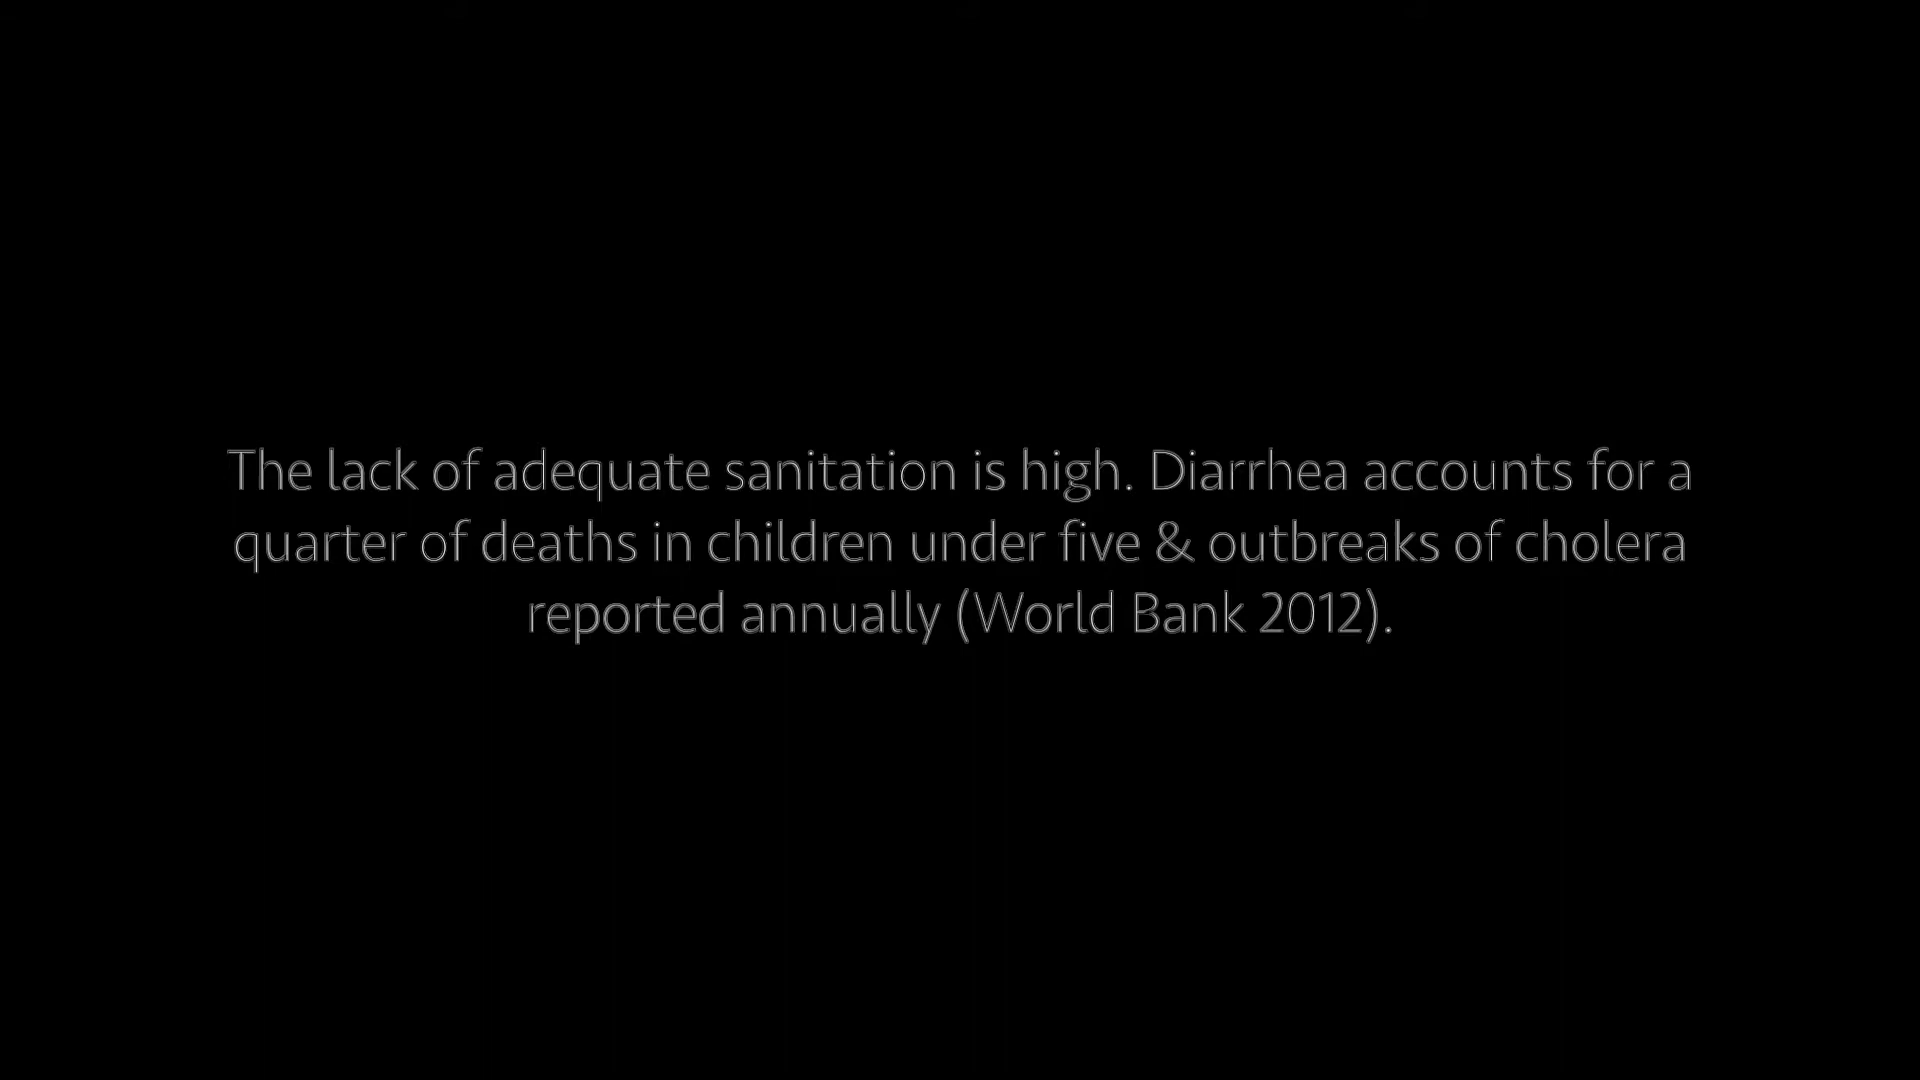 The lack of adequate sanitation is high. Diarrhea accounts for a
quarter of deaths in children under five & outbreaks of cholera
reported annually (World Bank 2012).